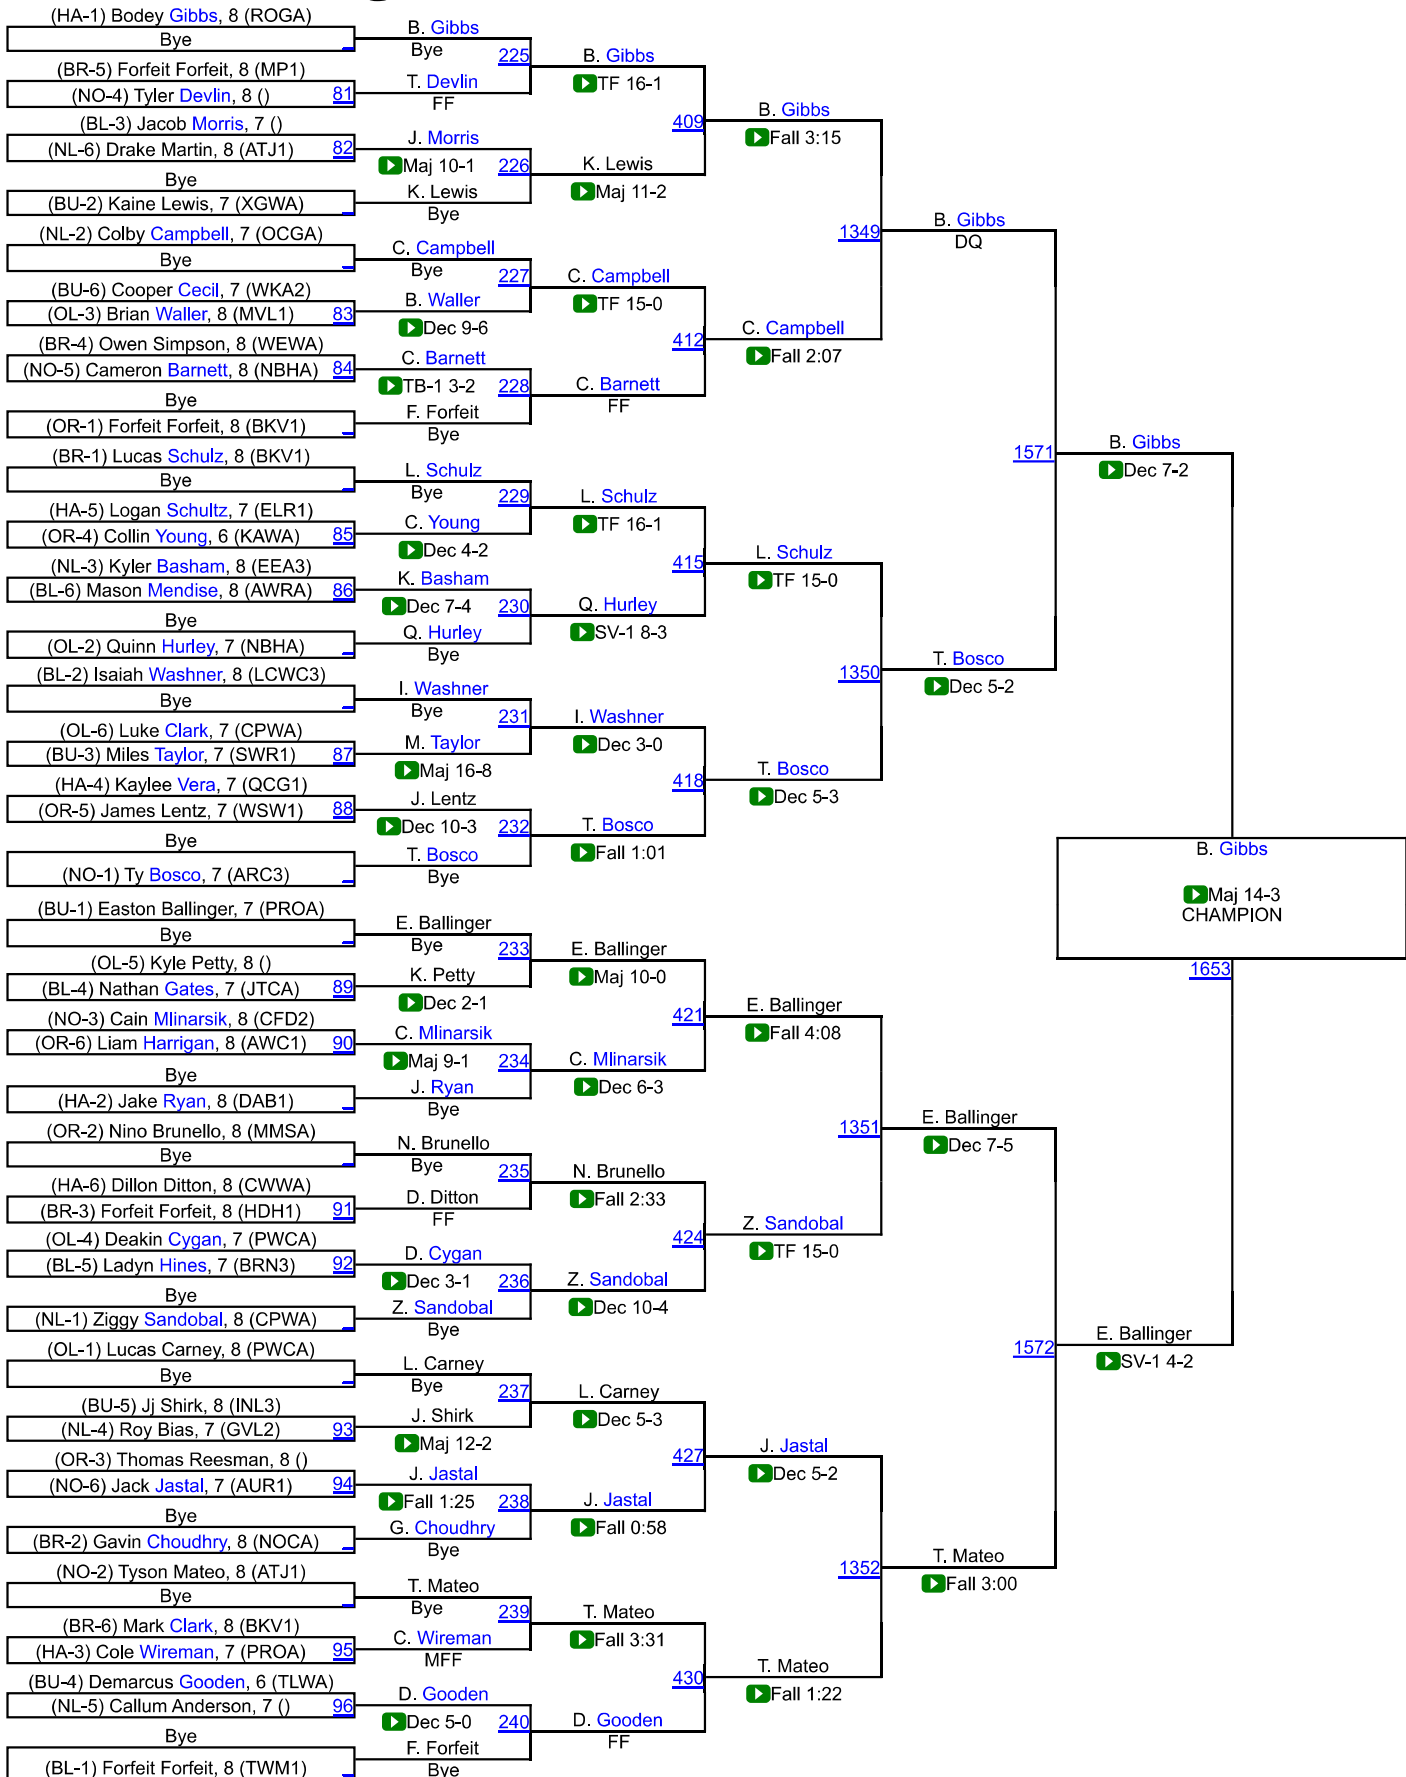 (HA-1) Bodey Gibbs, 8 (ROGA)
Bye
(BR-5) Forfeit Forfeit, 8 (MP1)
(NO-4) Tyler Devlin, 8 () 81
(BL-3) Jacob Morris, 7 ()
(NL-6) Drake Martin, 8 (ATJ1) 82
Bye
(BU-2) Kaine Lewis, 7 (XGWA)
(NL-2) Colby Campbell, 7 (OCGA)
Bye
(BU-6) Cooper Cecil, 7 (WKA2)
(OL-3) Brian Waller, 8 (MVL1) 83
(BR-4) Owen Simpson, 8 (WEWA)
(NO-5) Cameron Barnett, 8 (NBHA) 84
Bye
(OR-1) Forfeit Forfeit, 8 (BKV1)
(BR-1) Lucas Schulz, 8 (BKV1)
Bye
(HA-5) Logan Schultz, 7 (ELR1)
(OR-4) Collin Young, 6 (KAWA) 85
(NL-3) Kyler Basham, 8 (EEA3)
(BL-6) Mason Mendise, 8 (AWRA) 86
Bye
(OL-2) Quinn Hurley, 7 (NBHA)
(BL-2) Isaiah Washner, 8 (LCWC3)
Bye
(OL-6) Luke Clark, 7 (CPWA)
(BU-3) Miles Taylor, 7 (SWR1) 87
(HA-4) Kaylee Vera, 7 (QCG1)
(OR-5) James Lentz, 7 (WSW1) 88
Bye
(NO-1) Ty Bosco, 7 (ARC3)
(BU-1) Easton Ballinger, 7 (PROA)
Bye
(OL-5) Kyle Petty, 8 ()
(BL-4) Nathan Gates, 7 (JTCA) 89
(NO-3) Cain Mlinarsik, 8 (CFD2)
(OR-6) Liam Harrigan, 8 (AWC1) 90
Bye
(HA-2) Jake Ryan, 8 (DAB1)
(OR-2) Nino Brunello, 8 (MMSA)
Bye
(HA-6) Dillon Ditton, 8 (CWWA)
(BR-3) Forfeit Forfeit, 8 (HDH1) 91
(OL-4) Deakin Cygan, 7 (PWCA)
(BL-5) Ladyn Hines, 7 (BRN3) 92
Bye
(NL-1) Ziggy Sandobal, 8 (CPWA)
(OL-1) Lucas Carney, 8 (PWCA)
Bye
(BU-5) Jj Shirk, 8 (INL3)
(NL-4) Roy Bias, 7 (GVL2) 93
(OR-3) Thomas Reesman, 8 ()
(NO-6) Jack Jastal, 7 (AUR1) 94
Bye
(BR-2) Gavin Choudhry, 8 (NOCA)
(NO-2) Tyson Mateo, 8 (ATJ1)
Bye
(BR-6) Mark Clark, 8 (BKV1)
(HA-3) Cole Wireman, 7 (PROA) 95
(BU-4) Demarcus Gooden, 6 (TLWA)
(NL-5) Callum Anderson, 7 () 96
Bye
(BL-1) Forfeit Forfeit, 8 (TWM1)
B. Gibbs
Bye
225
T. Devlin
FF
J. Morris
Maj 10-1
226
K. Lewis
Bye
C. Campbell
Bye
227
B. Waller
Dec 9-6
C. Barnett
TB-1 3-2
228
F. Forfeit
Bye
L. Schulz
Bye
229
C. Young
Dec 4-2
K. Basham
Dec 7-4
230
Q. Hurley
Bye
I. Washner
Bye
231
M. Taylor
Maj 16-8
J. Lentz
Dec 10-3
232
T. Bosco
Bye
E. Ballinger
Bye
233
K. Petty
Dec 2-1
C. Mlinarsik
Maj 9-1
234
J. Ryan
Bye
N. Brunello
Bye
235
D. Ditton
FF
D. Cygan
Dec 3-1
236
Z. Sandobal
Bye
L. Carney
Bye
237
J. Shirk
Maj 12-2
J. Jastal
Fall 1:25
238
G. Choudhry
Bye
T. Mateo
Bye
239
C. Wireman
MFF
D. Gooden
Dec 5-0
240
F. Forfeit
Bye
B. Gibbs
TF 16-1
409
K. Lewis
Maj 11-2
C. Campbell
TF 15-0
412
C. Barnett
FF
L. Schulz
TF 16-1
415
Q. Hurley
SV-1 8-3
I. Washner
Dec 3-0
418
T. Bosco
Fall 1:01
E. Ballinger
Maj 10-0
421
C. Mlinarsik
Dec 6-3
N. Brunello
Fall 2:33
424
Z. Sandobal
Dec 10-4
L. Carney
Dec 5-3
427
J. Jastal
Fall 0:58
T. Mateo
Fall 3:31
430
D. Gooden
FF
B. Gibbs
Fall 3:15
1349
C. Campbell
Fall 2:07
L. Schulz
TF 15-0
1350
T. Bosco
Dec 5-3
E. Ballinger
Fall 4:08
1351
Z. Sandobal
TF 15-0
J. Jastal
Dec 5-2
1352
T. Mateo
Fall 1:22
B. Gibbs
DQ
1571
T. Bosco
Dec 5-2
E. Ballinger
Dec 7-5
1572
T. Mateo
Fall 3:00
B. Gibbs
Dec 7-2
E. Ballinger
SV-1 4-2
B. Gibbs
Maj 14-3
CHAMPION
1653